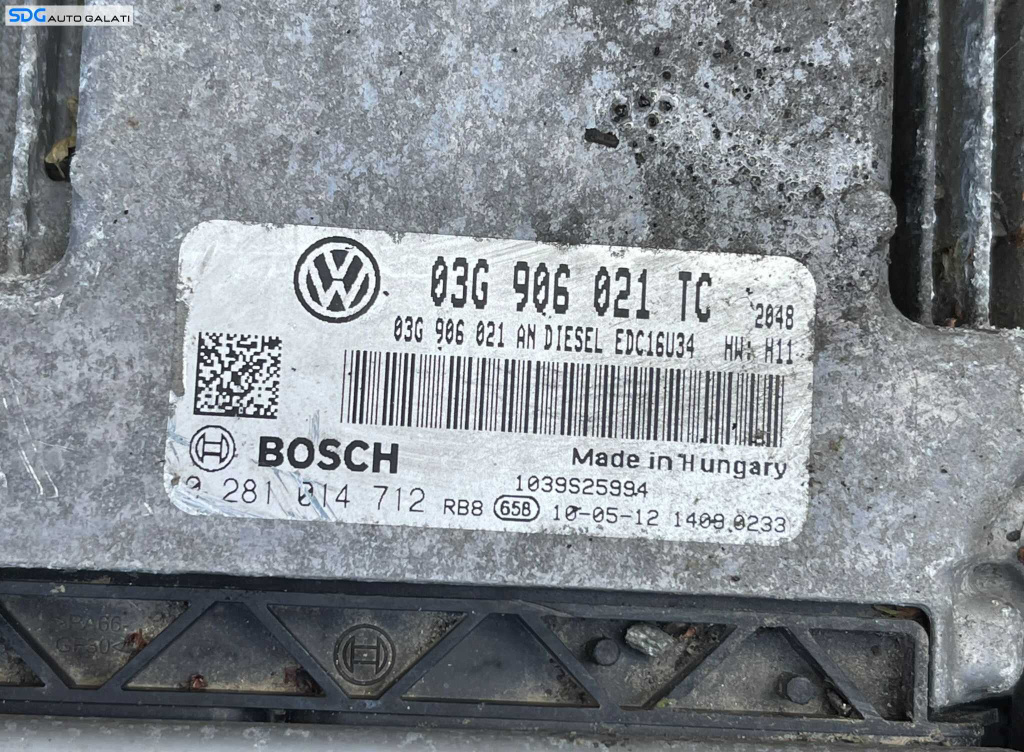 SDG AUTO GALATI
03G 906 021 TC 2048
03G 906 021 AN DIESEL EDC16U34 HW: H11
BOSCH
Made in Hungary
1039S25994
0 281 014 712 RB8 658 10-05-12 1408 0233